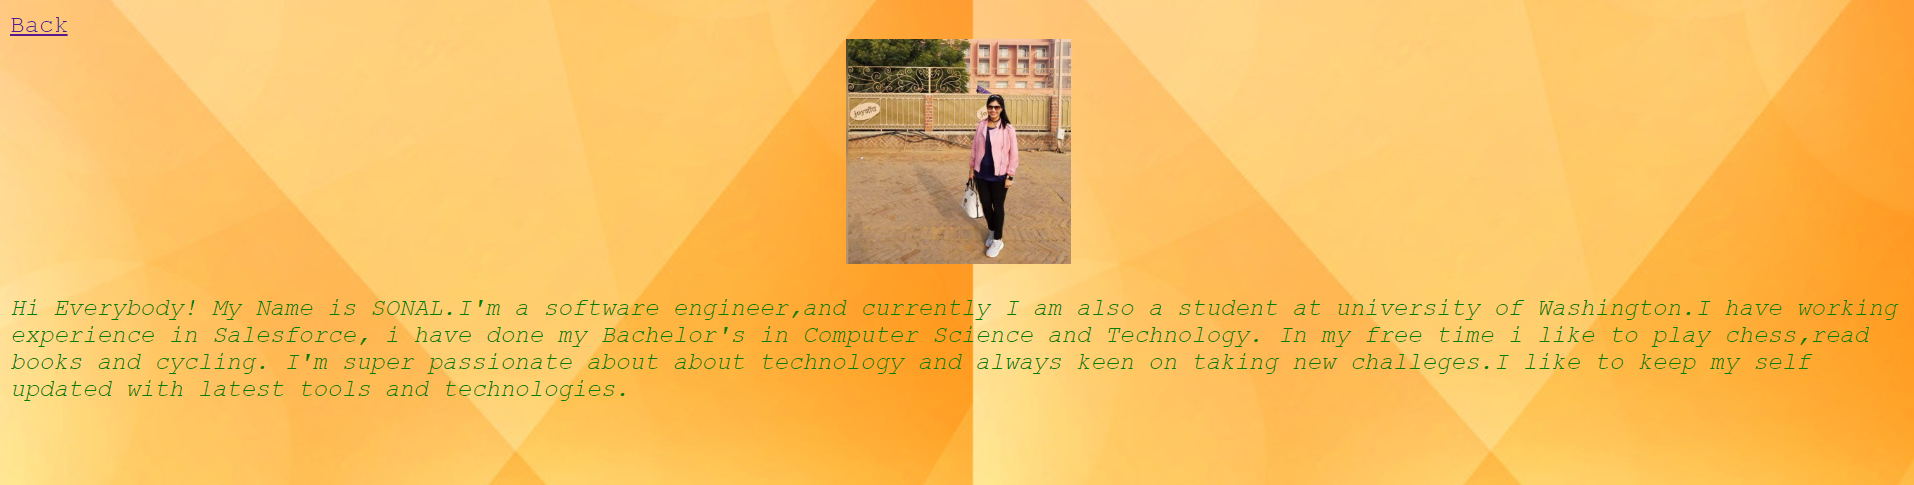 Back
Hi Everybody! My Name is SONAL.I'm a software engineer,and currently I am also a student at university of Washington.I have working
experience in Salesforce, i have done my Bachelor's in Computer Science and Technology. In my free time i like to play chess,read
books and cycling. I'm super passionate about about technology and always keen on taking new challeges.I like to keep my self
updated with latest tools and technologies.